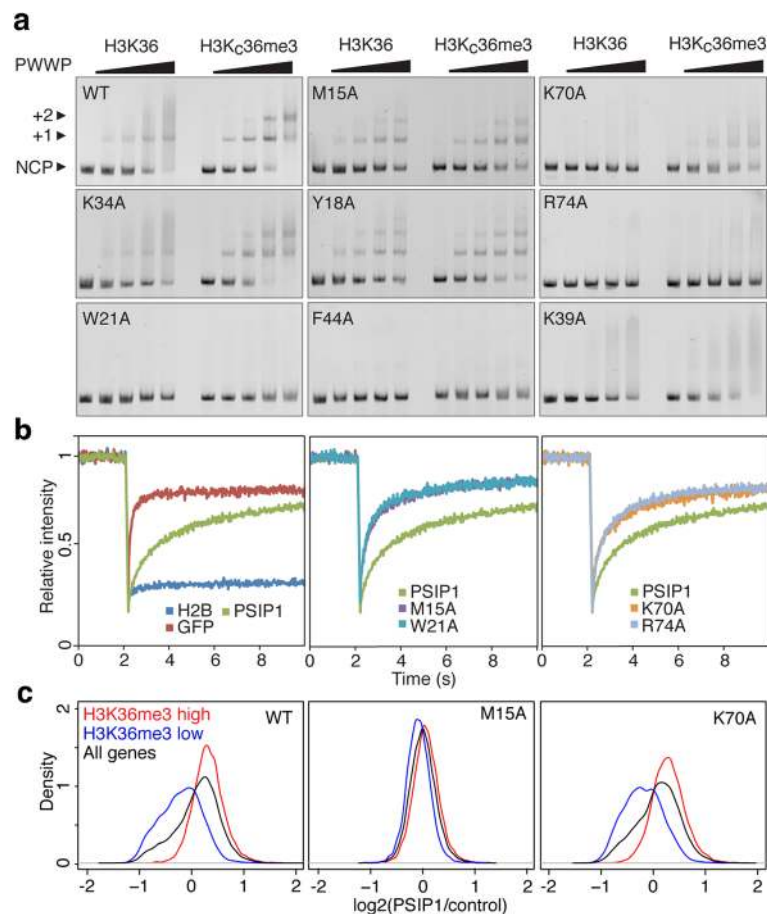 a
H3K36 H3KC36me3 H3K36 H3KC36me3 H3K36 H3KC36me3
PWWP
WT M15A K70A
+2
+1
NCP
K34A Y18A R74A
W21A F44A K39A
b
Relative intensity
1
0.5
0
H2B PSIP1
GFP
PSIP1
M15A
W21A
PSIP1
K70A
R74A
0 2 4 6 8 0 2 4 6 8 0 2 4 6 8
Time (s)
c
Density
2
1
0
H3K36me3 high
H3K36me3 low
All genes
WT M15A K70A
-2 -1 0 1 2 -2 -1 0 1 2 -2 -1 0 1 2
log2(PSIP1/control)